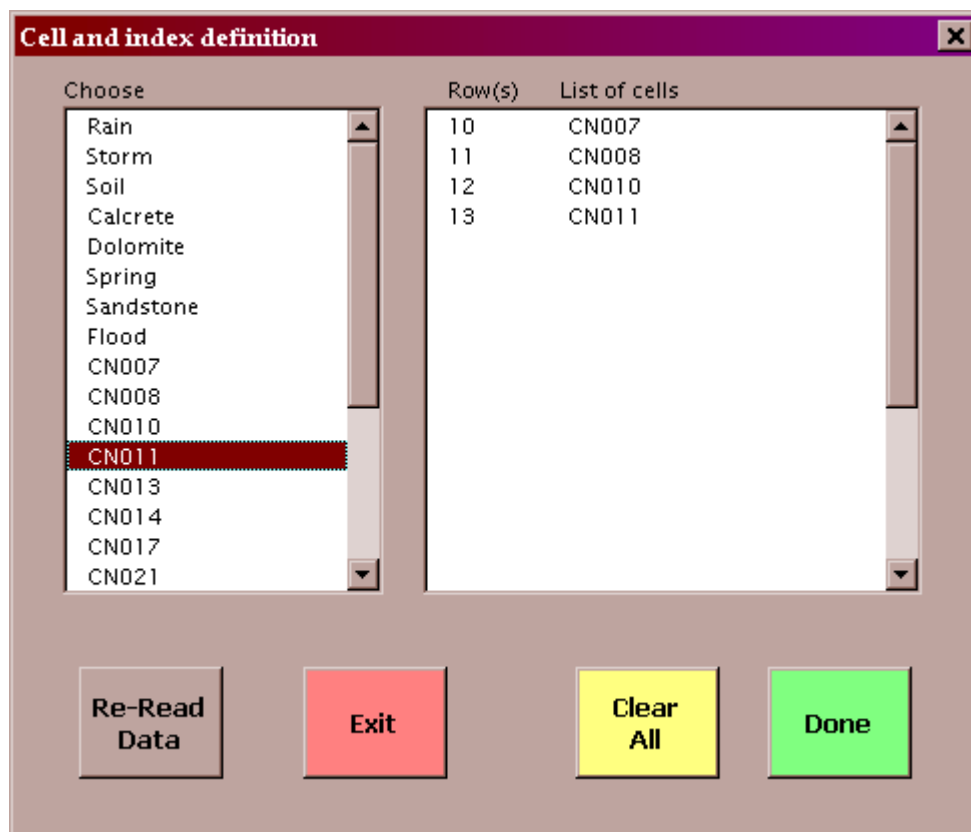 Cell and index definition
Choose
Rain
Storm
Soil
Calcrete
Dolomite
Spring
Sandstone
Flood
CN007
CN008
CN010
CN011
CN013
CN014
CN017
CN021
Row(s) List of cells
10 CN007
11 CN008
12 CN010
13 CN011
Re-Read
Data
Exit
Clear
All
Done